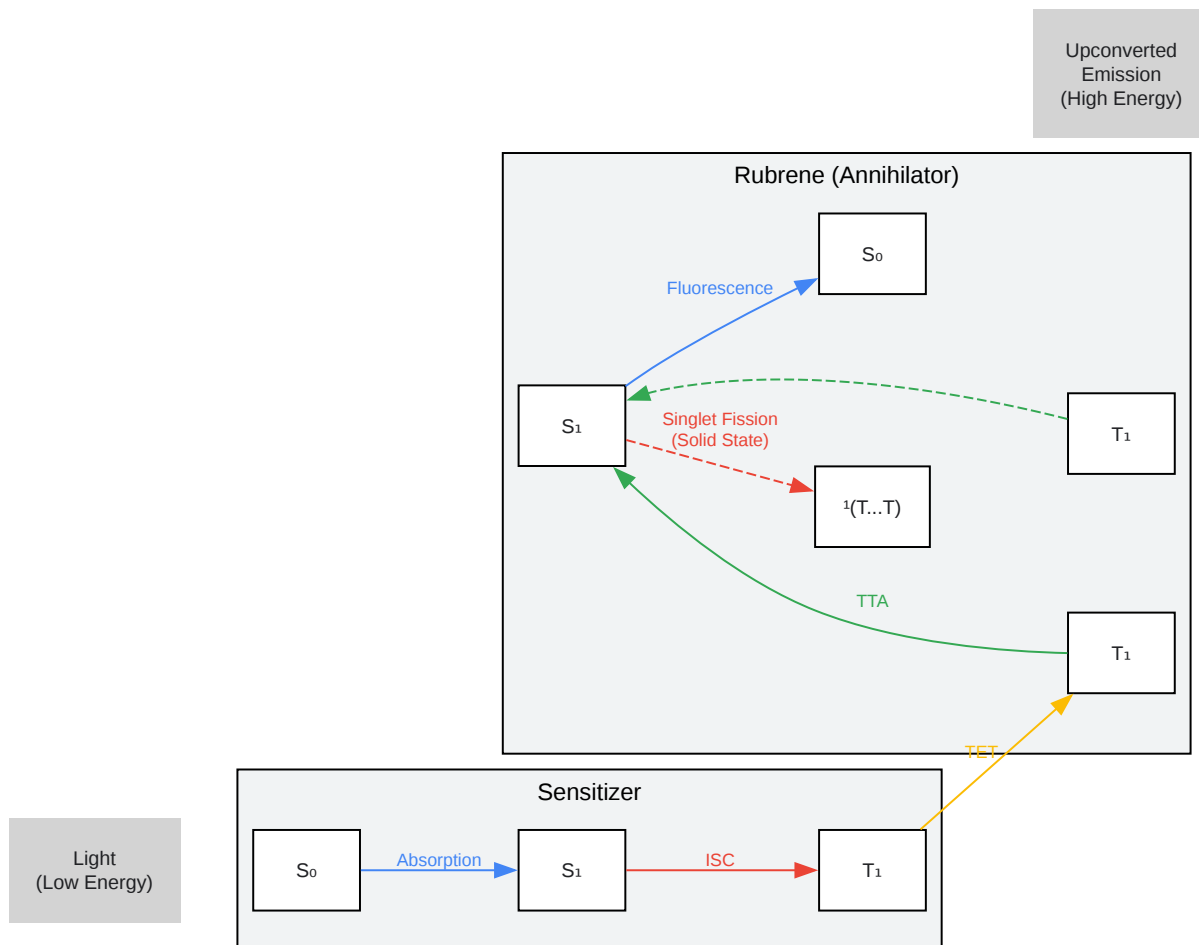 Upconverted
Emission
(High Energy)
Rubrene (Annihilator)
S₀
Fluorescence
S₁
Singlet Fission
(Solid State)
T₁
¹(T...T)
TTA
T₁
TET
Sensitizer
Light
(Low Energy)
S₀
Absorption
S₁
ISC
T₁